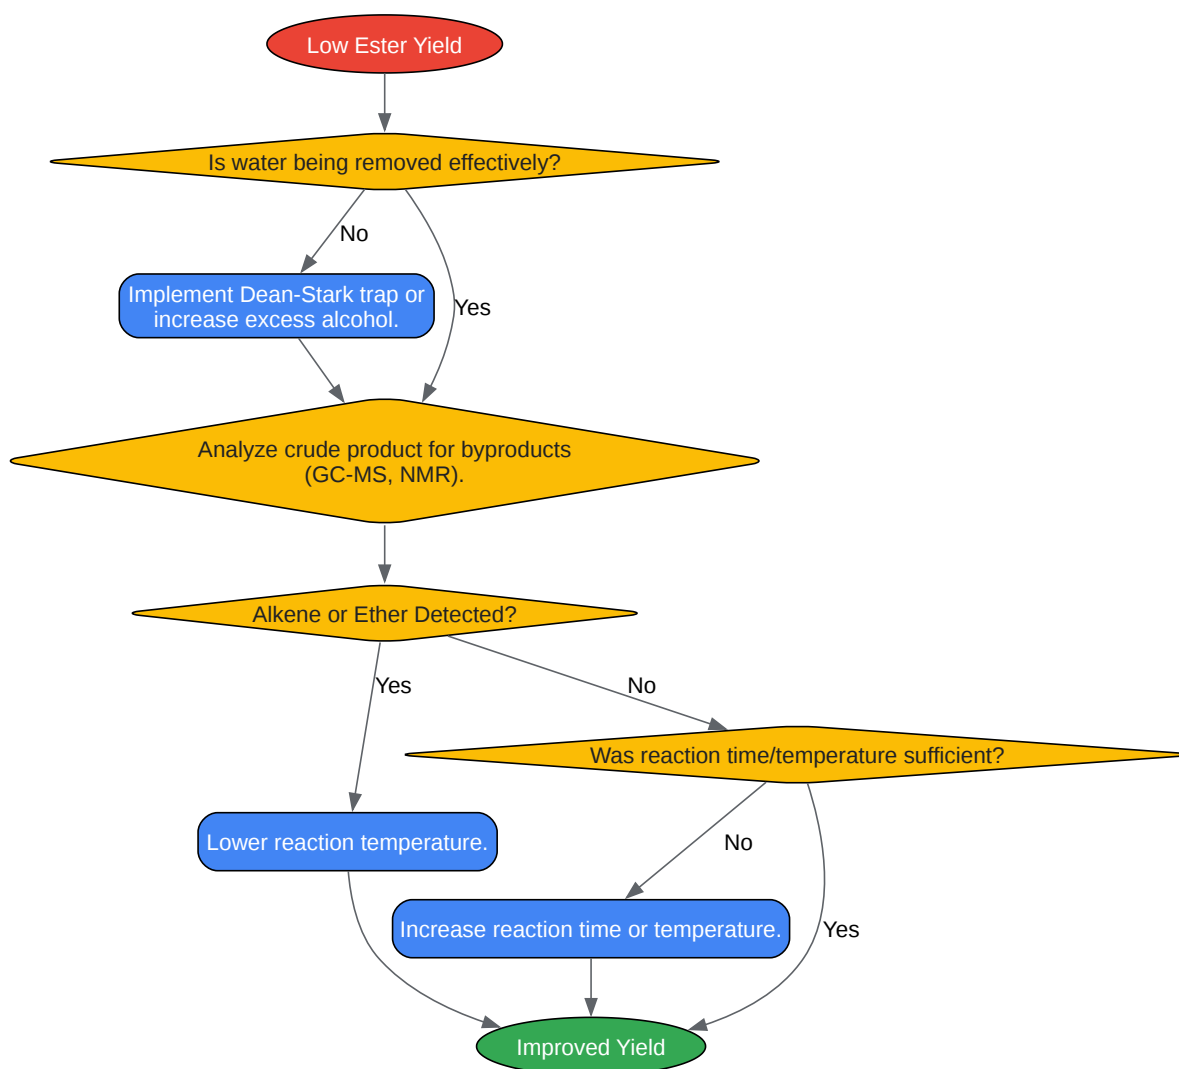 Low Ester Yield
Is water being removed effectively?
No
Implement Dean-Stark trap or
increase excess alcohol.
Yes
Analyze crude product for byproducts
(GC-MS, NMR).
Alkene or Ether Detected?
Yes
No
Was reaction time/temperature sufficient?
Lower reaction temperature.
No
Increase reaction time or temperature.
Yes
Improved Yield